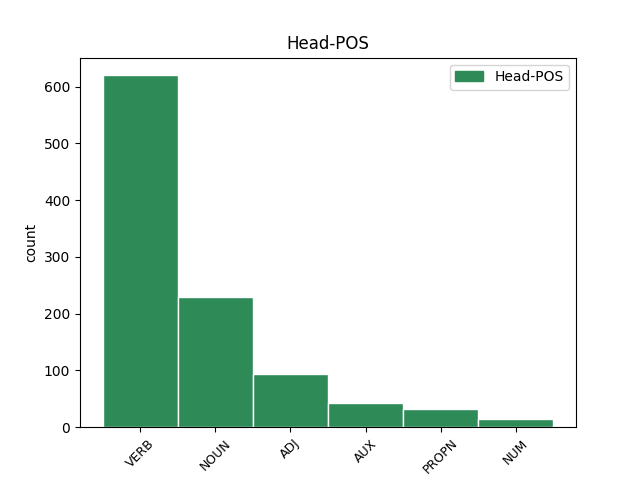 Head-POS
Head-POS
600
500
400
300
200
100
0
count
VERB
NOUN
ADJ
AUX
PROPN
NUM